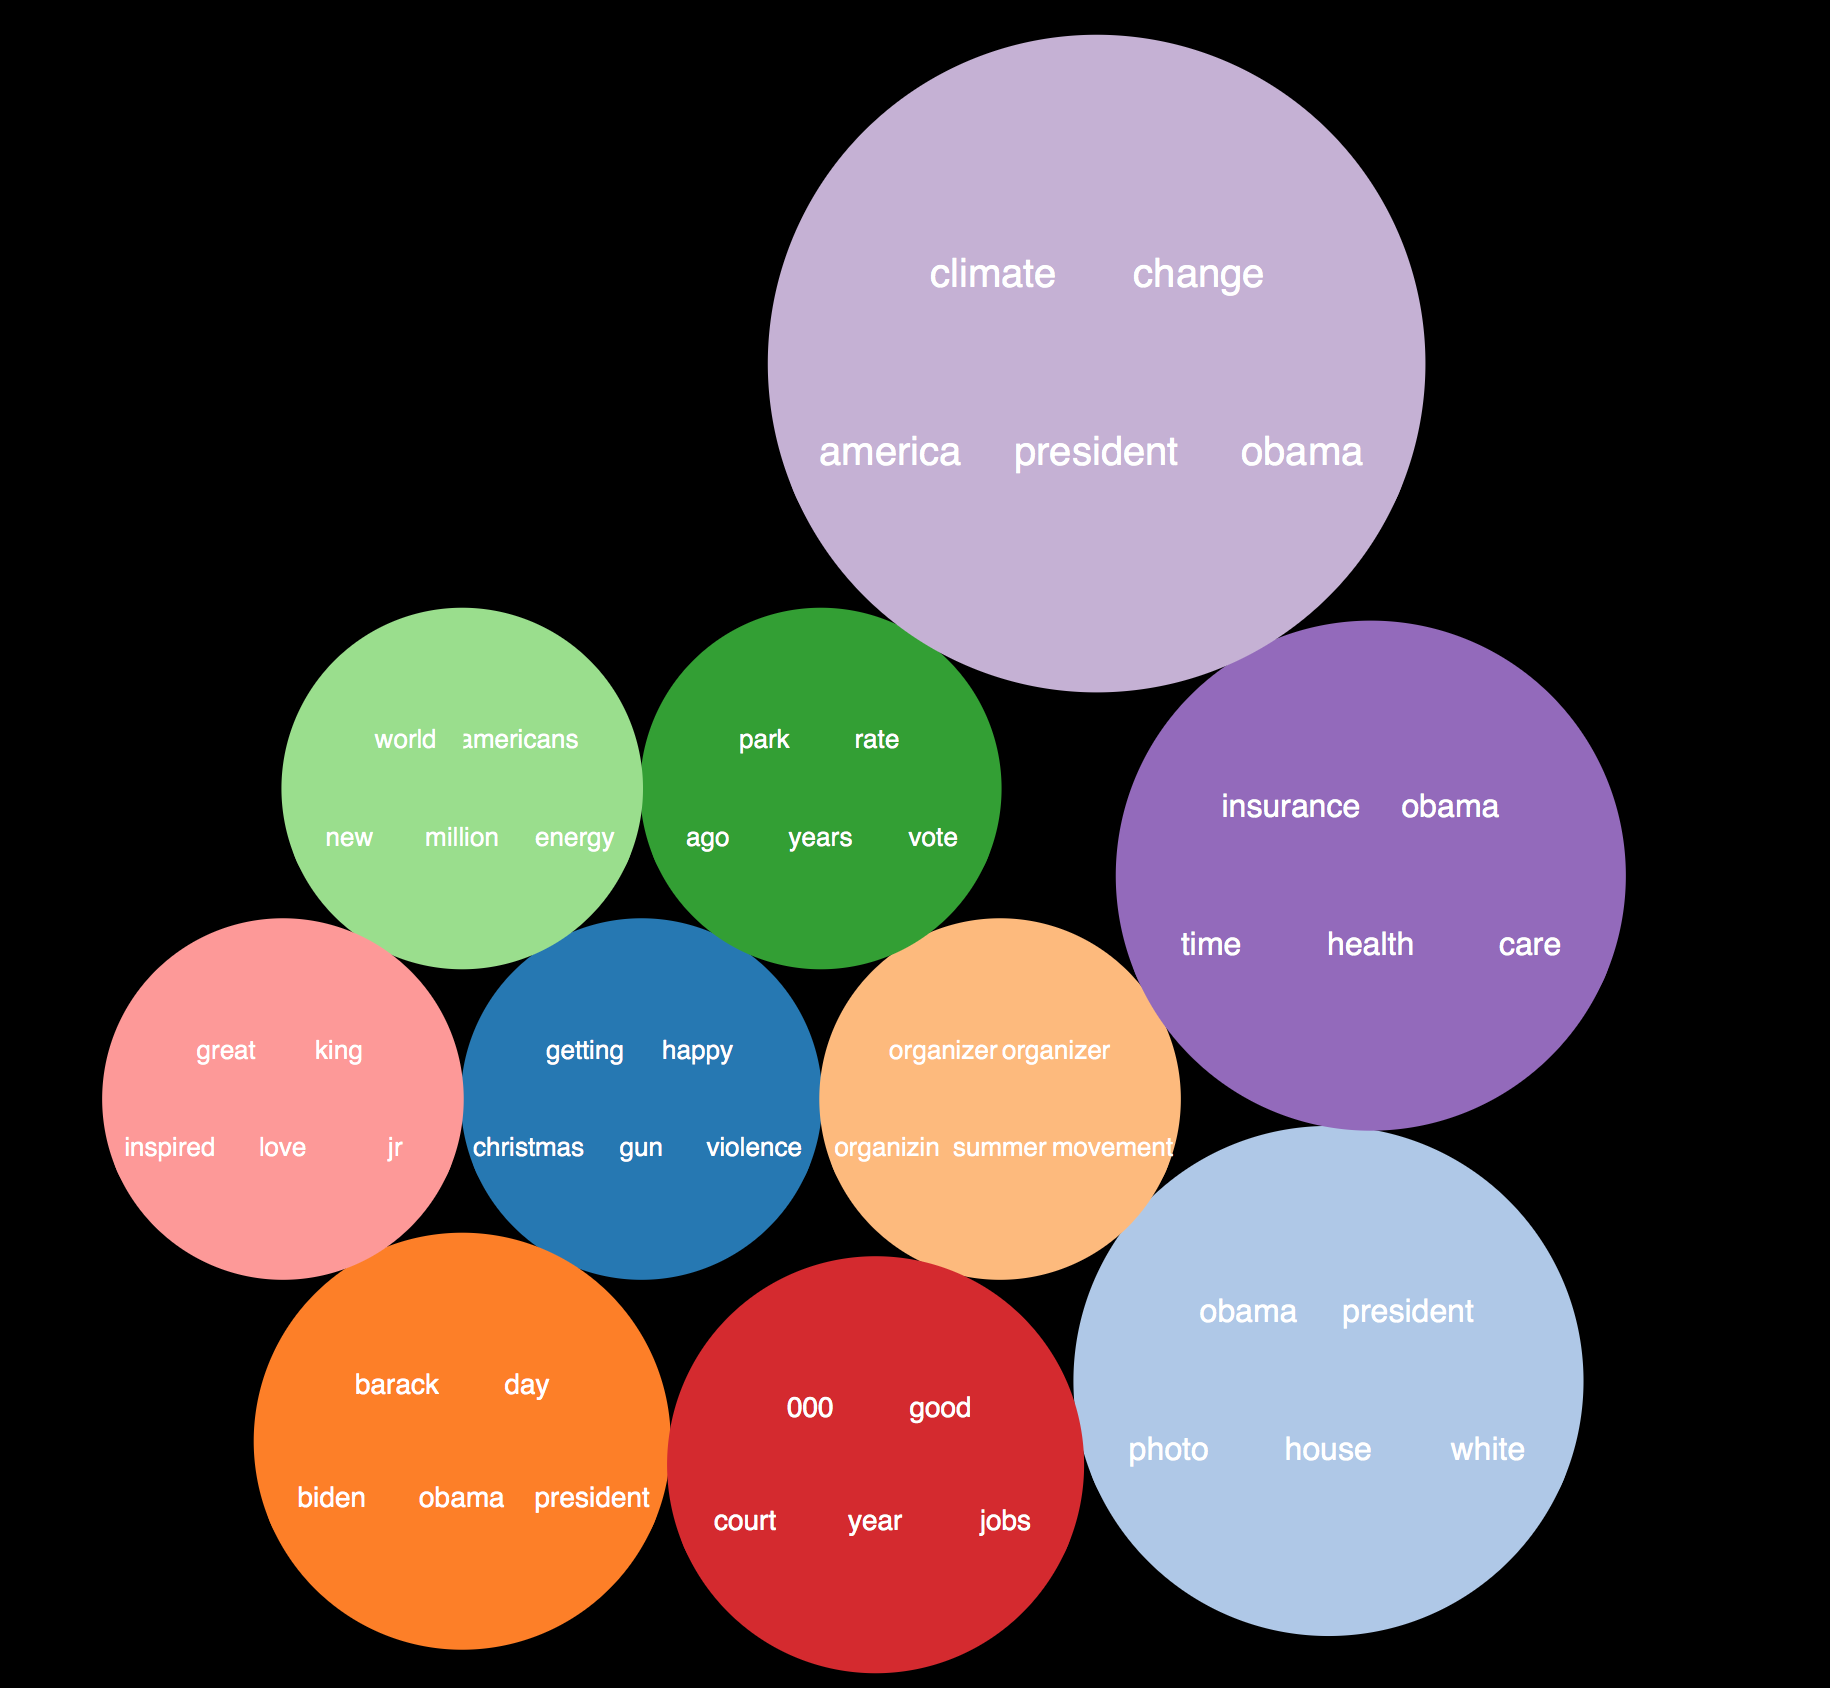 climate change
america president obama
world americans
new million energy
park rate
ago years vote
insurance obama
time health care
great king
inspired love jr
getting happy
christmas gun violence
organizer organizer
organizin summer movement
barack day
biden obama president
000 good
court year jobs
obama president
photo house white